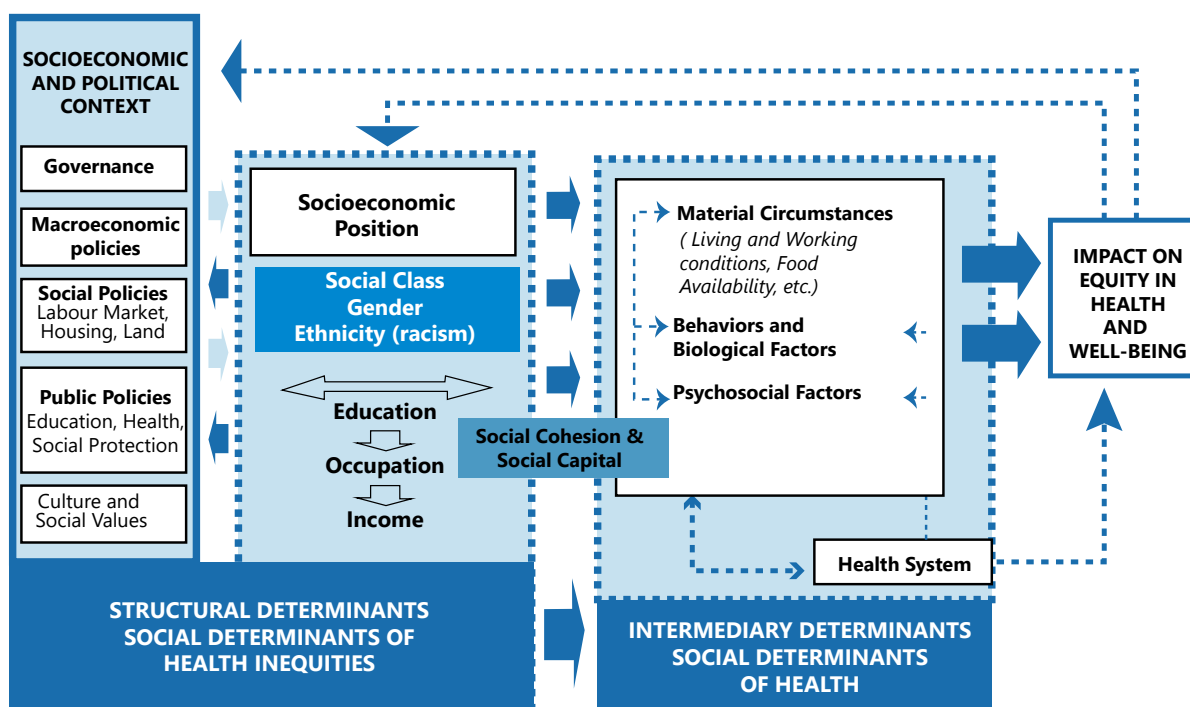 SOCIOECONOMIC
AND POLITICAL
CONTEXT
Governance
Macroeconomic
policies
Social Policies
Labour Market,
Housing, Land
Public Policies
Education, Health,
Social Protection
Culture and
Social Values
Socioeconomic
Position
Social Class
Gender
Ethnicity (racism)
Education
Occupation
Income
Social Cohesion &
Social Capital
Material Circumstances
( Living and Working
conditions, Food
Availability, etc.)
Behaviors and
Biological Factors
Psychosocial Factors
Health System
IMPACT ON
EQUITY IN
HEALTH
AND
WELL-BEING
STRUCTURAL DETERMINANTS
SOCIAL DETERMINANTS OF
HEALTH INEQUITIES
INTERMEDIARY DETERMINANTS
SOCIAL DETERMINANTS
OF HEALTH